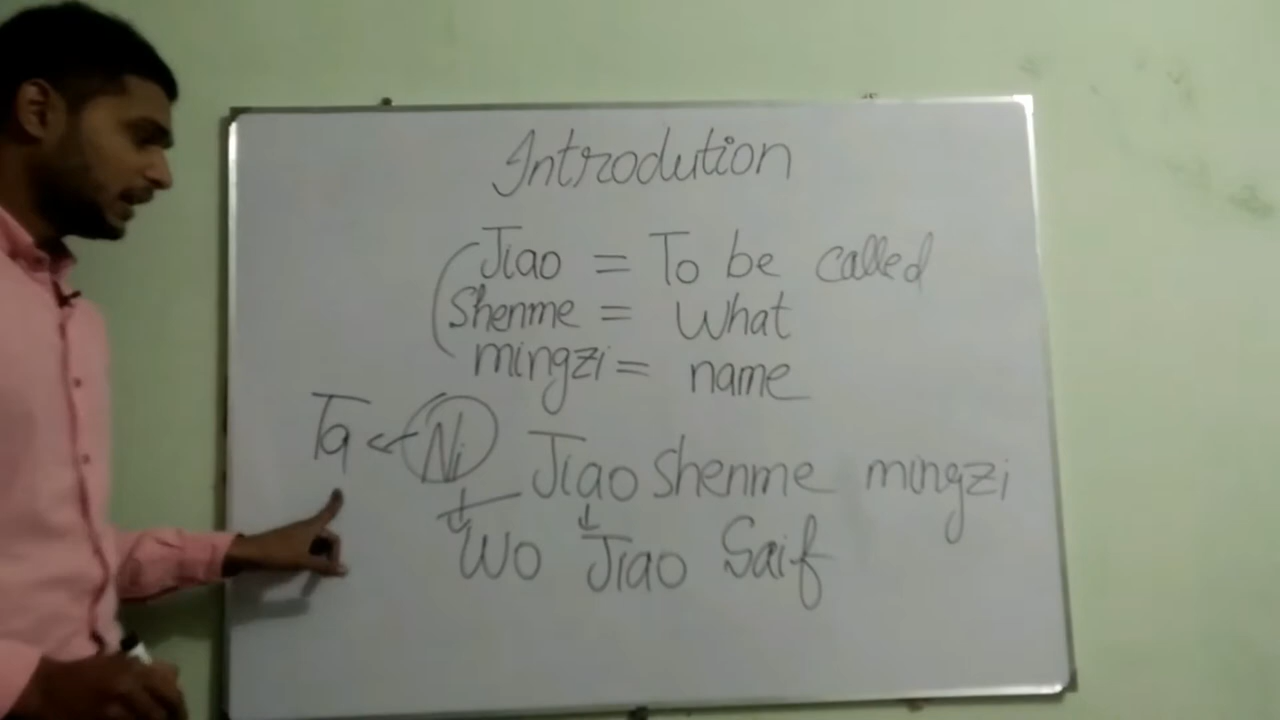 Introdution
Jiao = To be called
Shenme = What
mingzi = name
Ta Ni Jiao Shenme mingzi
Wo Jiao Saif